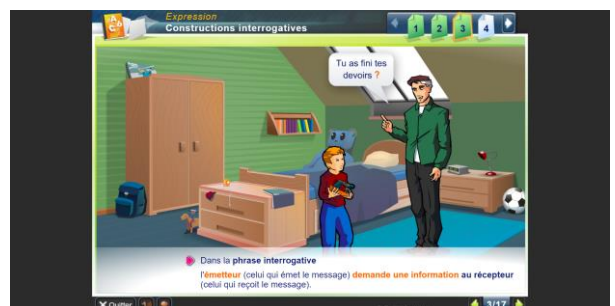 Expression
Constructions interrogatives
1 2 3 4
Tu as fini tes
devoirs ?
Dans la phrase interrogative
l'émetteur (celui qui émet le message) demande une information au récepteur
(celui qui reçoit le message).
Quitter
3/17